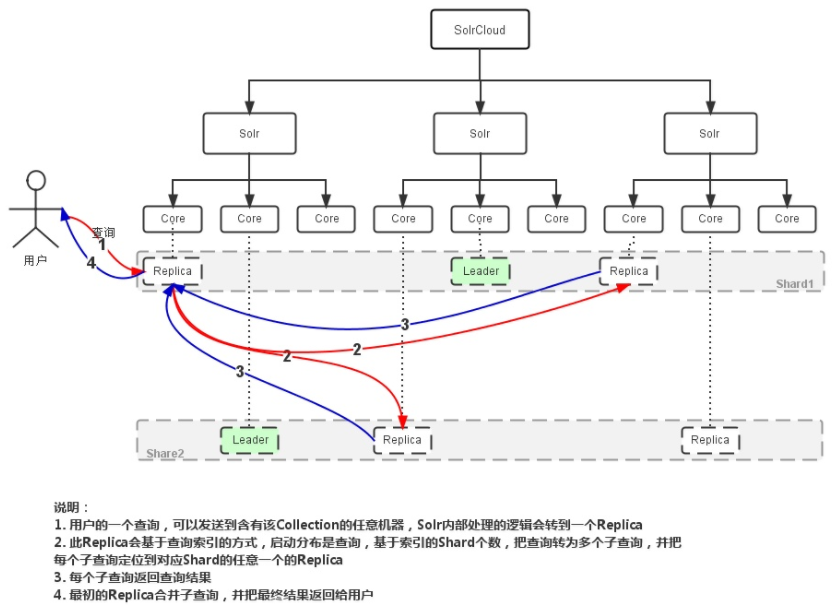 SolrCloud
Solr Solr Solr
Core Core Core Core Core Core Core Core Core
查询
1
4
用户
Replica Leader Replica
Shard1
3
2 2
3
Leader Replica Replica
Share2
说明：
1. 用户的一个查询，可以发送到含有该Collection的任意机器，Solr内部处理的逻辑会转到一个Replica
2. 此Replica会基于查询索引的方式，启动分布是查询，基于索引的Shard个数，把查询转为多个子查询，并把
每个子查询定位到对应Shard的任意一个的Replica
3. 每个子查询返回查询结果
4. 最初的Replica合并子查询，并把最终结果返回给用户